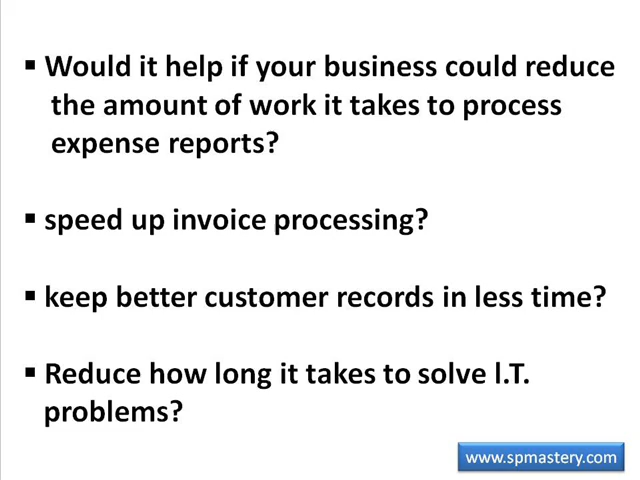 ▪ Would it help if your business could reduce
the amount of work it takes to process
expense reports?
▪ speed up invoice processing?
▪ keep better customer records in less time?
▪ Reduce how long it takes to solve I.T.
problems?
www.spmastery.com